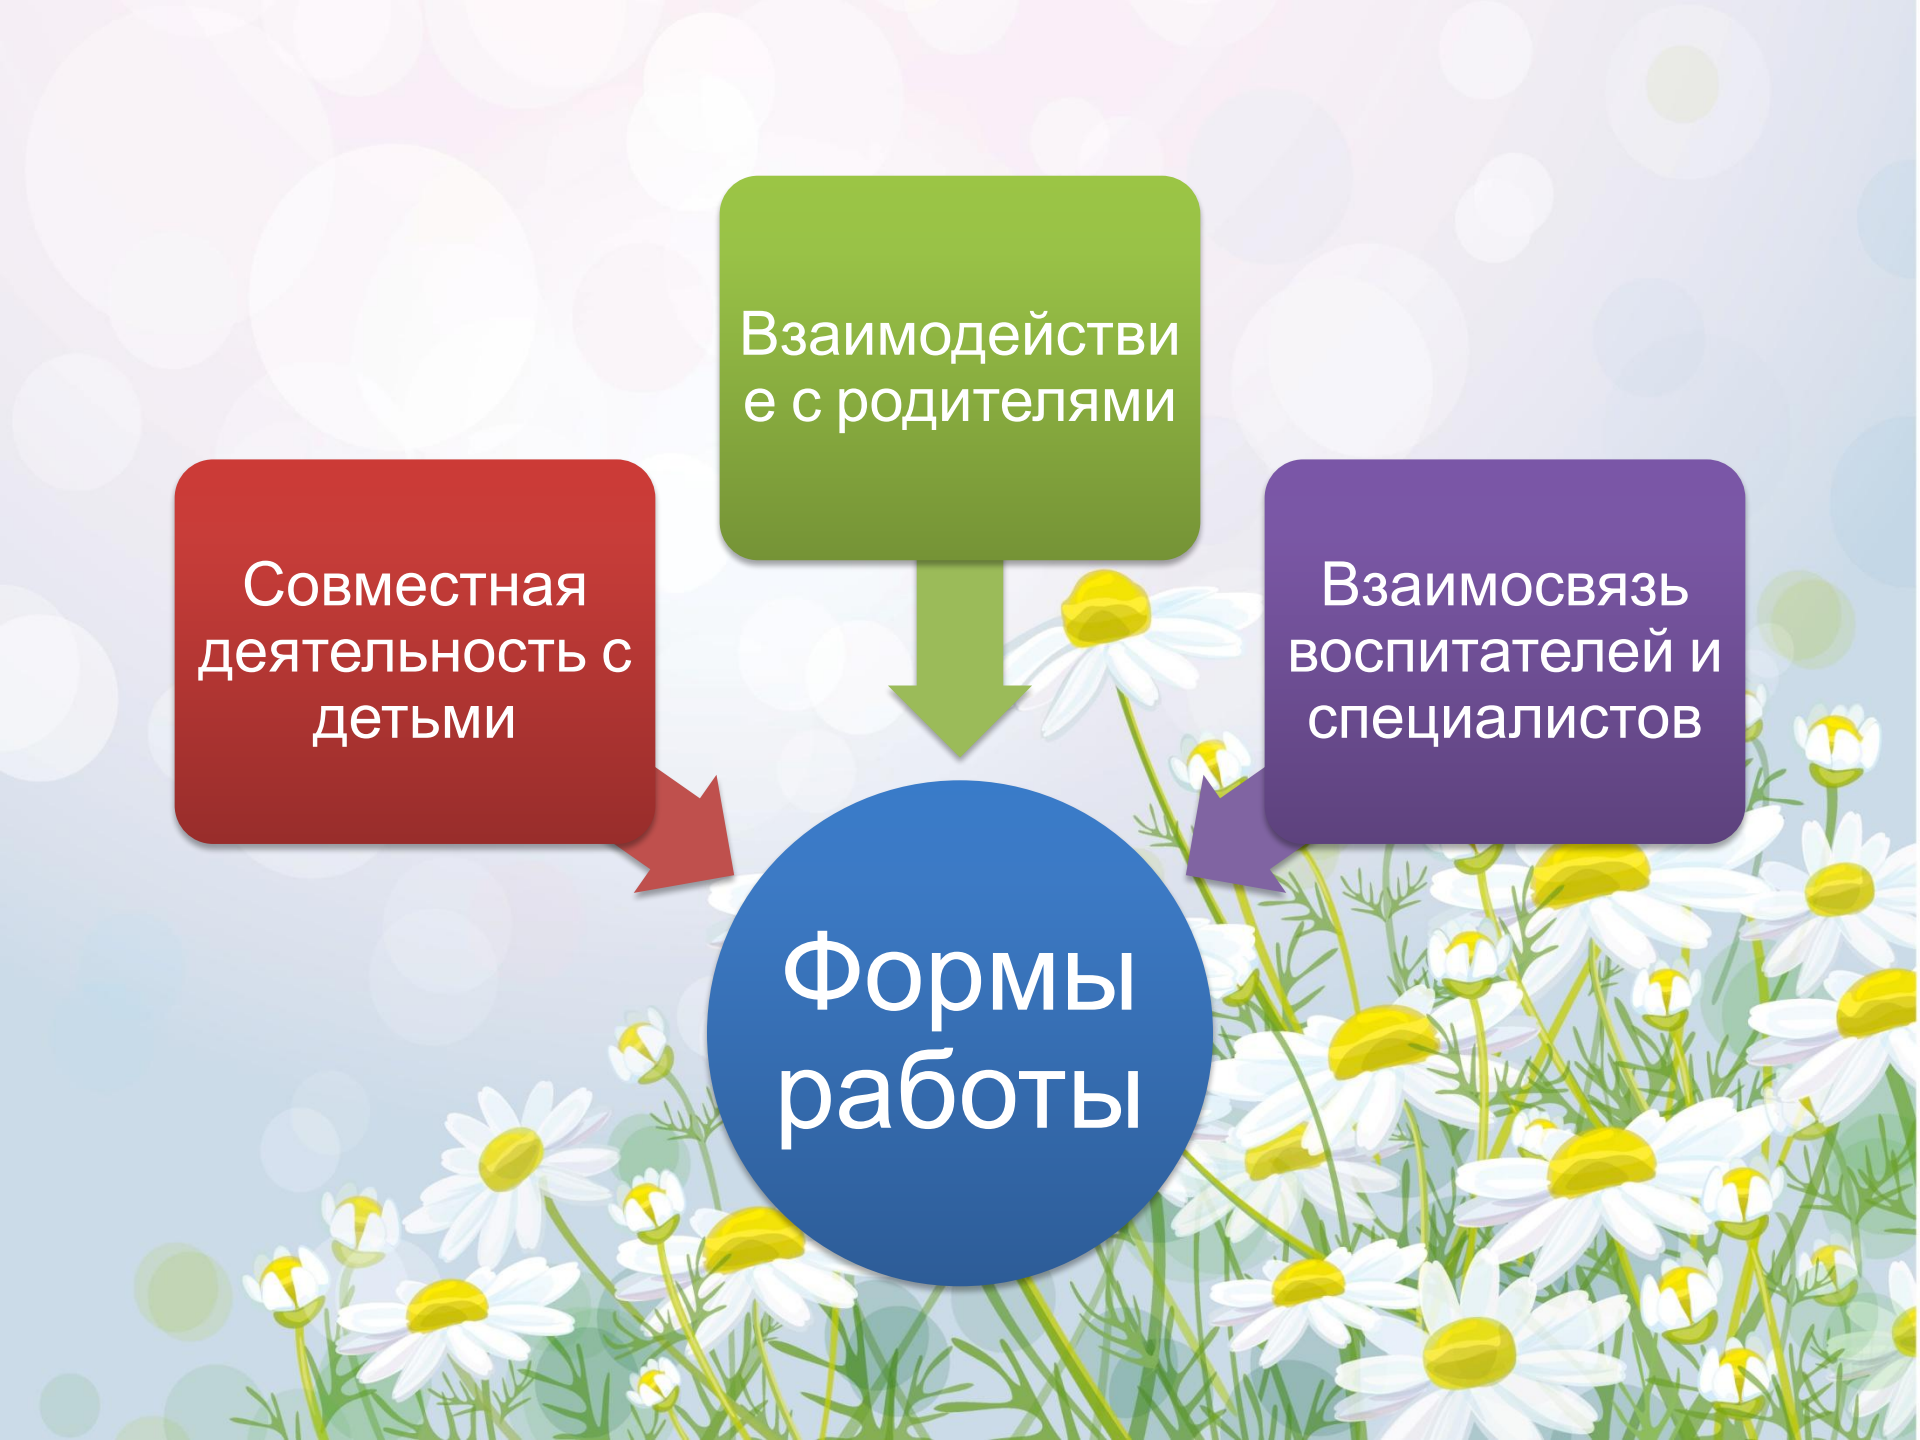 Взаимодействи
е с родителями
Совместная
деятельность с
детьми
Взаимосвязь
воспитателей и
специалистов
Формы
работы